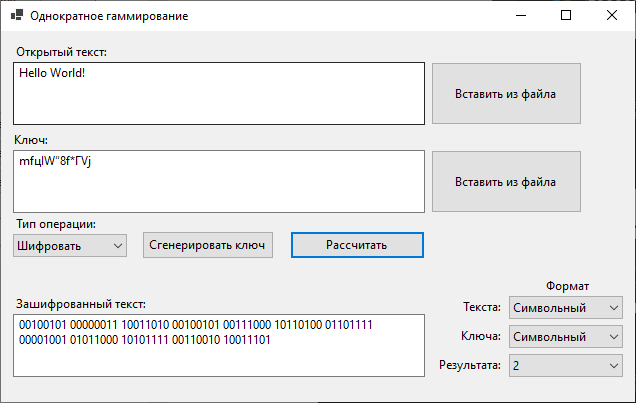 Однократное гаммирование
Открытый текст:
Hello World!
Вставить из файла
Ключ:
mfцIW”8f*ГVј
Вставить из файла
Тип операции:
Шифровать
Сгенерировать ключ
Рассчитать
Формат
Зашифрованный текст:
Текста:
Символьный
00100101 00000011 10011010 00100101 00111000 10110100 01101111
00001001 01011000 10101111 00110010 10011101
Ключа:
Символьный
Результата:
2